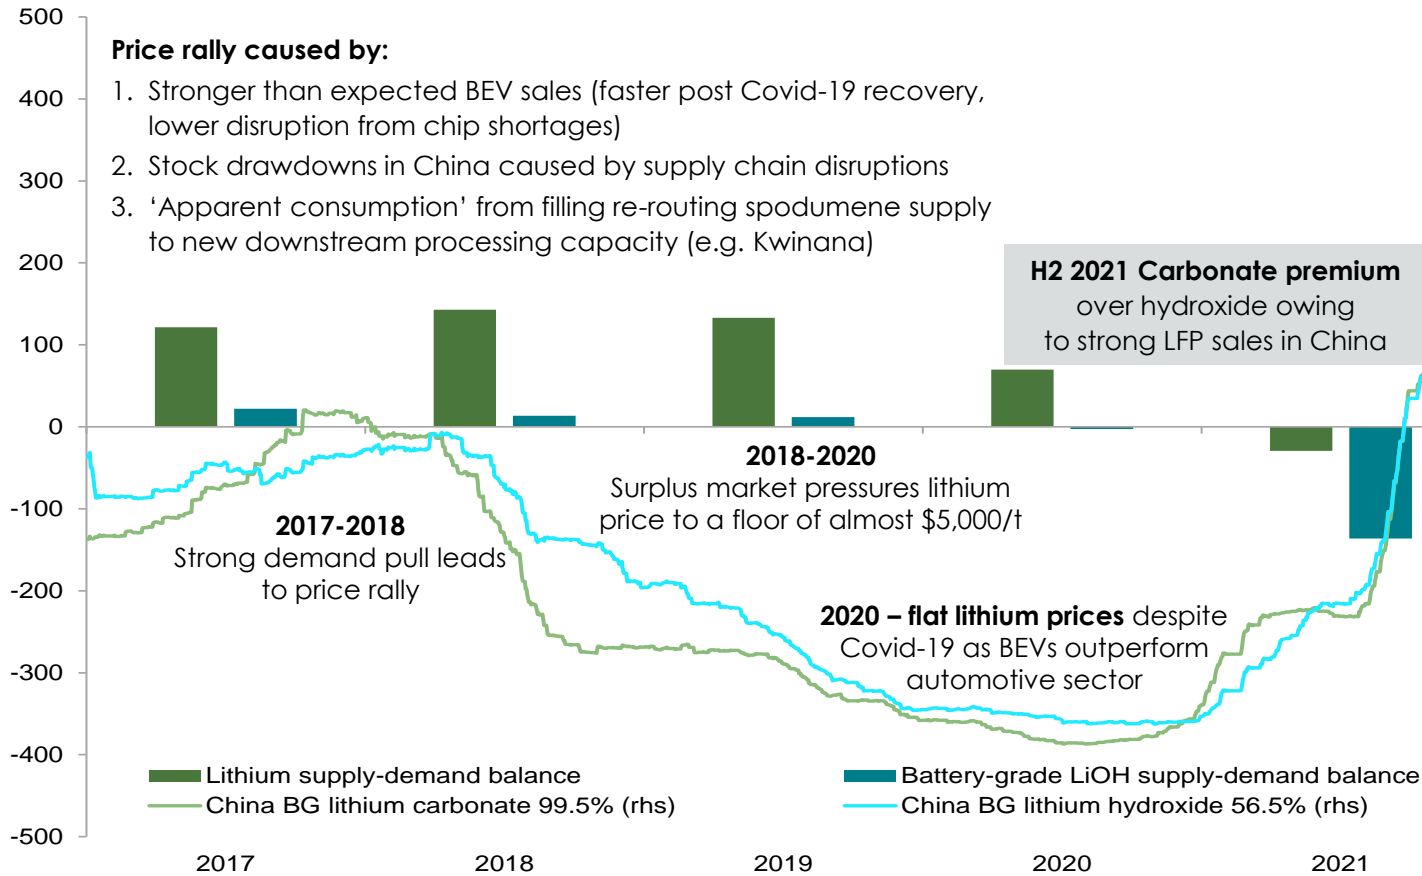 500
400
300
200
100
0
-100
-200
-300
-400
-500
Price rally caused by:
1. Stronger than expected BEV sales (faster post Covid-19 recovery,
lower disruption from chip shortages)
2. Stock drawdowns in China caused by supply chain disruptions
3. ‘Apparent consumption’ from filling re-routing spodumene supply
to new downstream processing capacity (e.g. Kwinana)
H2 2021 Carbonate premium
over hydroxide owing
to strong LFP sales in China
2017-2018
Strong demand pull leads
to price rally
2018-2020
Surplus market pressures lithium
price to a floor of almost $5,000/t
2020 – flat lithium prices despite
Covid-19 as BEVs outperform
automotive sector
Lithium supply-demand balance
Battery-grade LiOH supply-demand balance
China BG lithium carbonate 99.5% (rhs)
China BG lithium hydroxide 56.5% (rhs)
2017
2018
2019
2020
2021